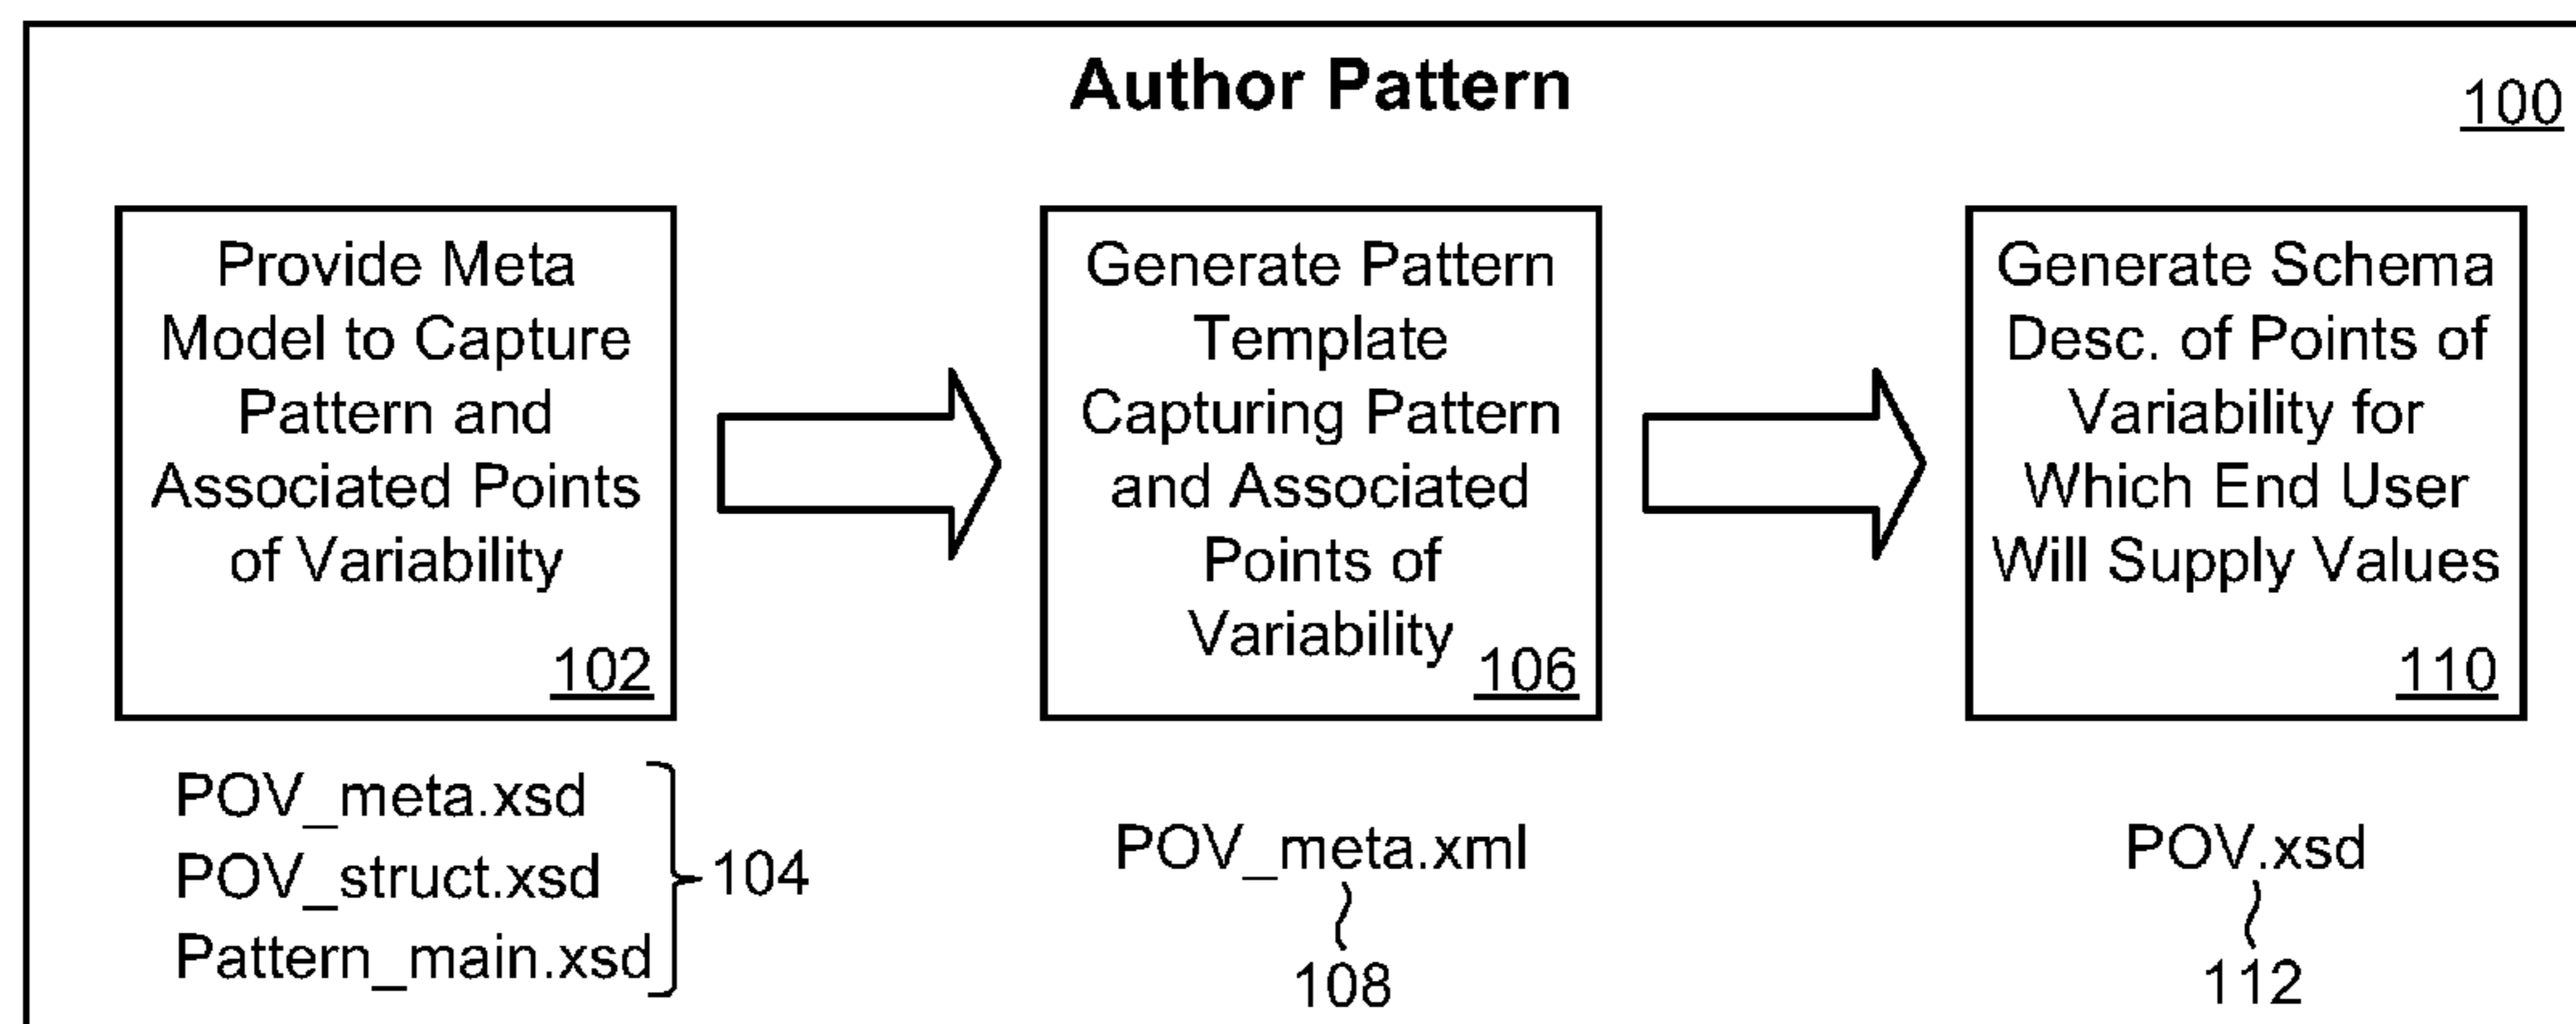 Author Pattern
100
Provide Meta
Model to Capture
Pattern and
Associated Points
of Variability
102
Generate Pattern
Template
Capturing Pattern
and Associated
Points of
Variability
106
Generate Schema
Desc. of Points of
Variability for
Which End User
Will Supply Values
110
POV_meta.xsd
POV_struct.xsd
Pattern_main.xsd
104
POV_meta.xml
108
POV.xsd
112